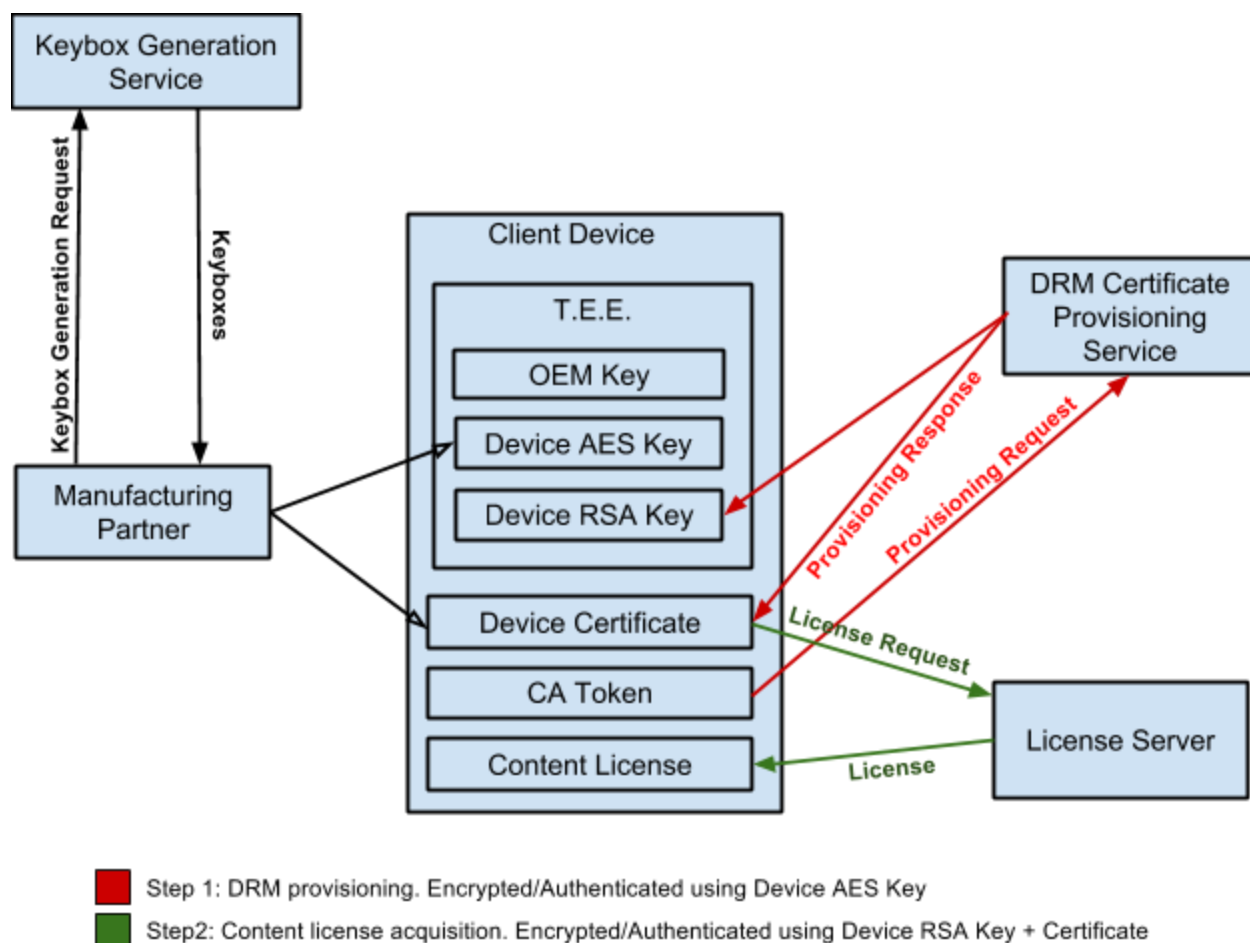 Keybox Generation
Service
Keybox Generation Request
Keyboxes
Manufacturing
Partner
Client Device
T.E.E.
OEM Key
Device AES Key
Device RSA Key
Device Certificate
CA Token
Content License
DRM Certificate
Provisioning
Service
Provisioning Response
Provisioning Request
License Request
License
License Server
Step 1: DRM provisioning. Encrypted/Authenticated using Device AES Key
Step2: Content license acquisition. Encrypted/Authenticated using Device RSA Key + Certificate